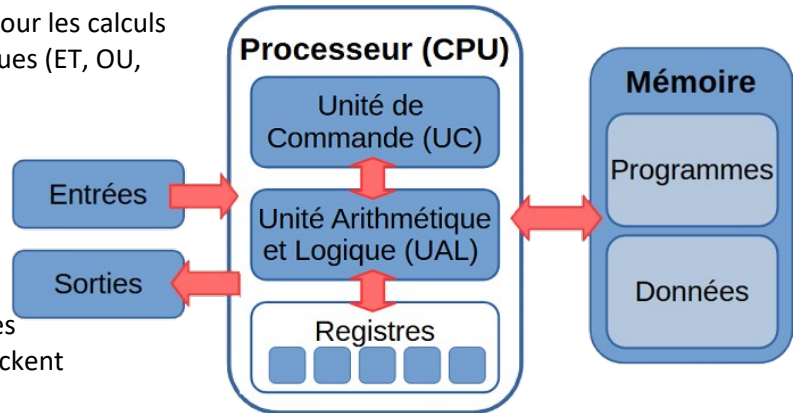 our les calculs
ues (ET, OU,
Processeur (CPU)
Unité de
Commande (UC)
Unité Arithmétique
et Logique (UAL)
Registres
Entrées
Sorties
es
ckent
Mémoire
Programmes
Données